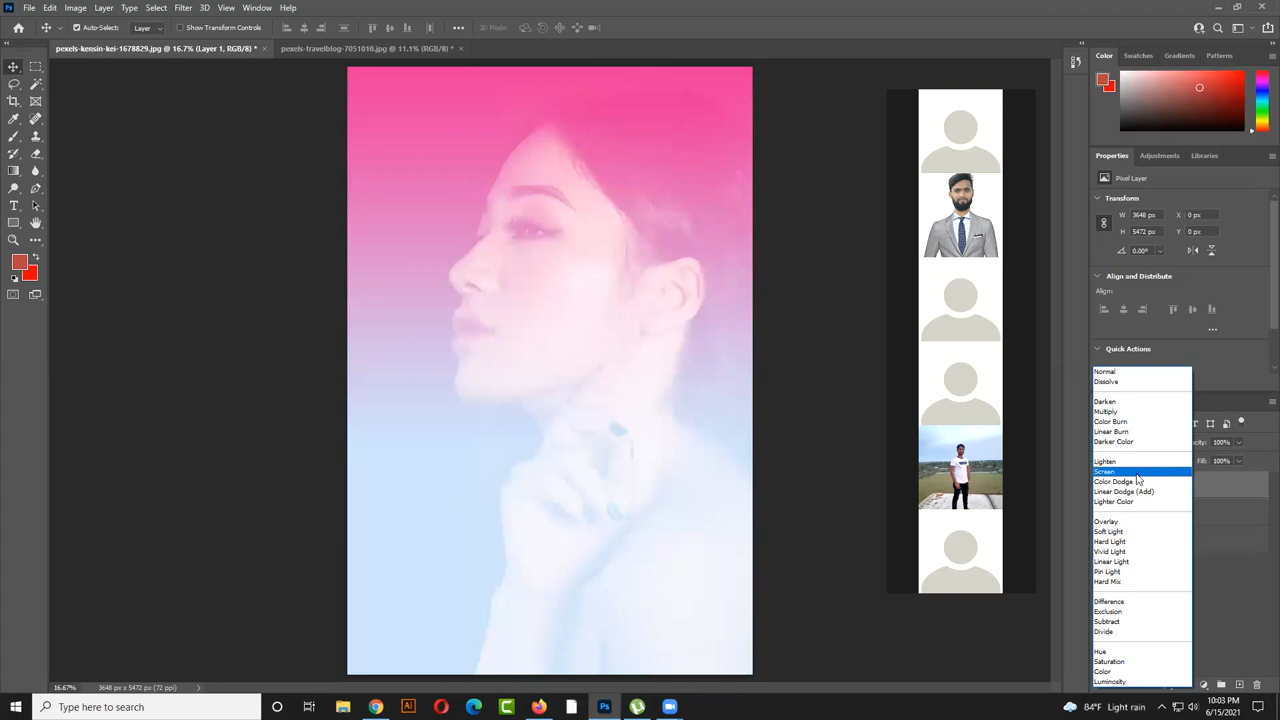 Ps File Edit Image Layer Type Select Filter 3D View Window Help
Auto-Select: Layer Show Transform Controls 3D Mode:
pexels-kensin-kei-1678829.jpg @ 16.7% (Layer 1, RGB/8) * × pexels-travelblog-7051010.jpg @ 11.1% (RGB/8) * ×
Color Swatches Gradients Patterns
Properties Adjustments Libraries
Pixel Layer
Transform
W 3648 px X 0 px
H 5472 px Y 0 px
0.00°
Align and Distribute
Align:
Quick Actions
Normal
Dissolve
Darken
Multiply
Color Burn
Linear Burn
Darker Color
Lighten
Screen
Color Dodge
Linear Dodge (Add)
Lighter Color
Overlay
Soft Light
Hard Light
Vivid Light
Linear Light
Pin Light
Hard Mix
Difference
Exclusion
Subtract
Divide
Hue
Saturation
Color
Luminosity
100%
Fill: 100%
16.67% 3648 px x 5472 px (72 ppi)
Type here to search
Ai
Ps
84°F Light rain
10:03 PM
6/15/2021